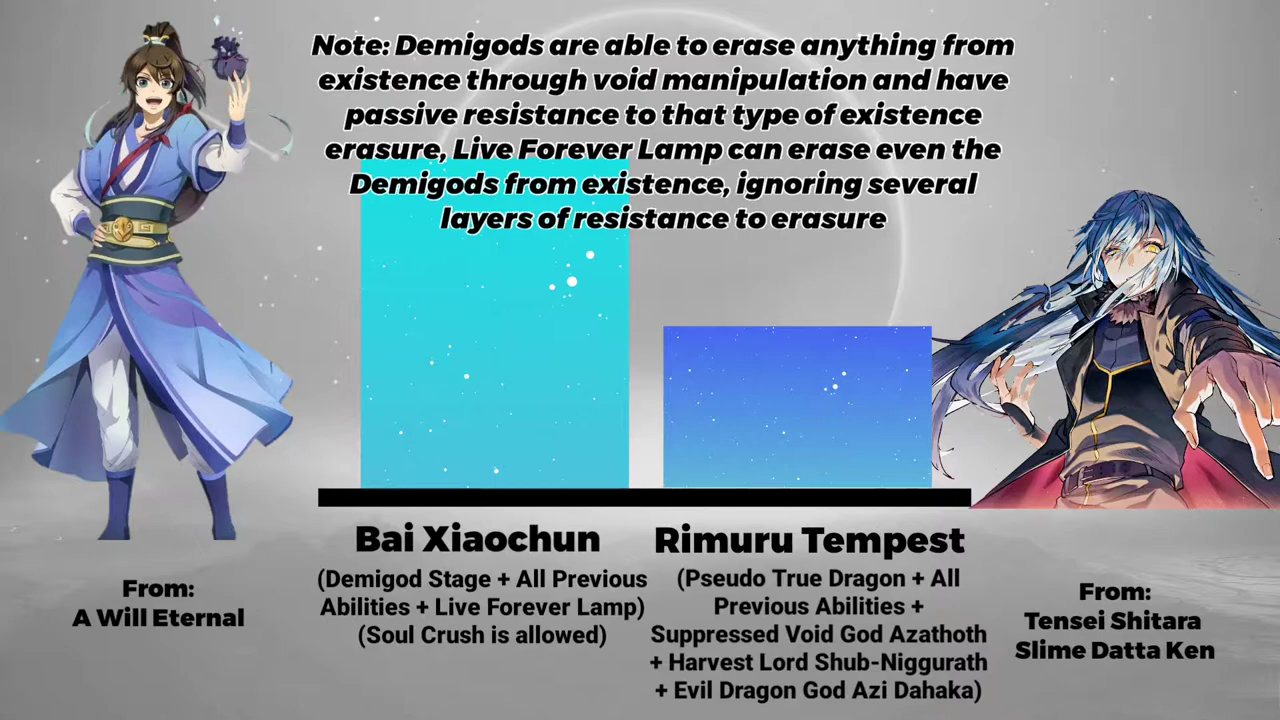 Note: Demigods are able to erase anything from
existence through void manipulation and have
passive resistance to that type of existence
erasure, Live Forever Lamp can erase even the
Demigods from existence, ignoring several
layers of resistance to erasure
Bai Xiaochun
(Demigod Stage + All Previous
Abilities + Live Forever Lamp)
(Soul Crush is allowed)
Rimuru Tempest
(Pseudo True Dragon + All
Previous Abilities +
Suppressed Void God Azathoth
+ Harvest Lord Shub-Niggurath
+ Evil Dragon God Azi Dahaka)
From:
A Will Eternal
From:
Tensei Shitara
Slime Datta Ken